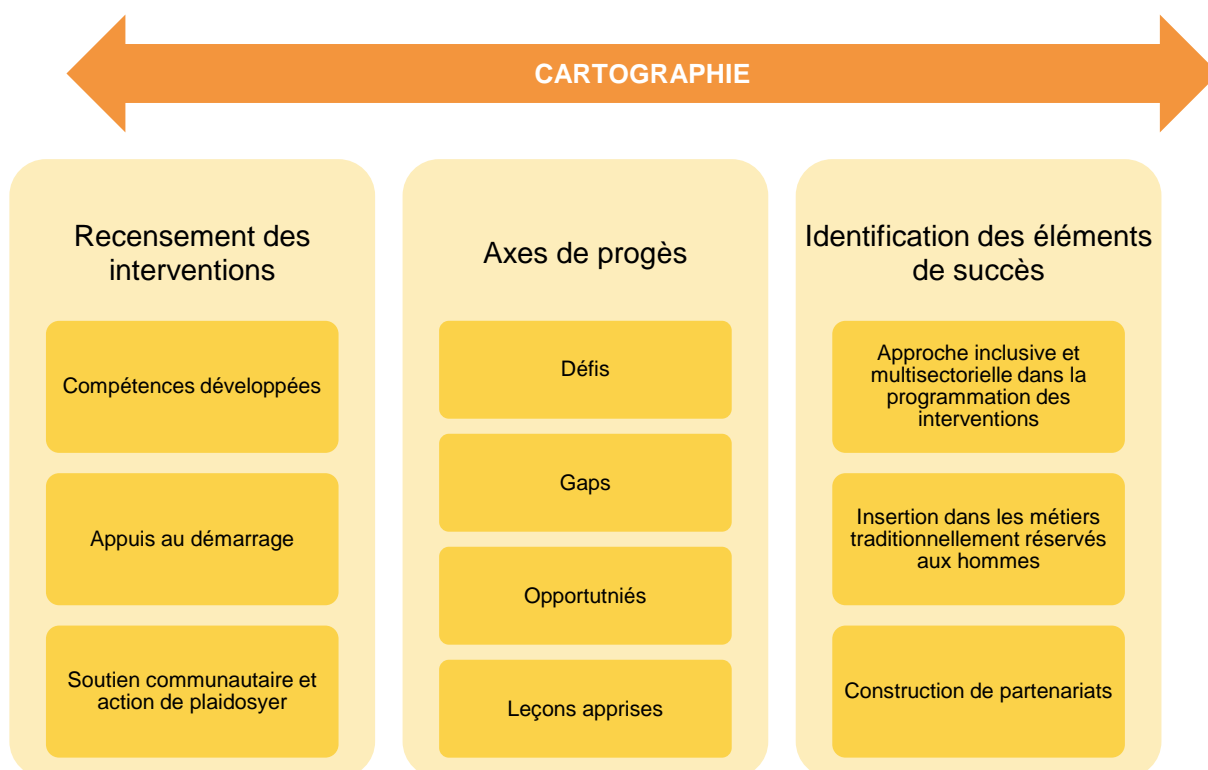 CARTOGRAPHIE
Recensement des
interventions
Compétences développées
Appuis au démarrage
Soutien communautaire et
action de plaidosyer
Axes de progès
Défis
Gaps
Opportutniés
Leçons apprises
Identification des éléments
de succès
Approche inclusive et
multisectorielle dans la
programmation des
interventions
Insertion dans les métiers
traditionnellement réservés
aux hommes
Construction de partenariats